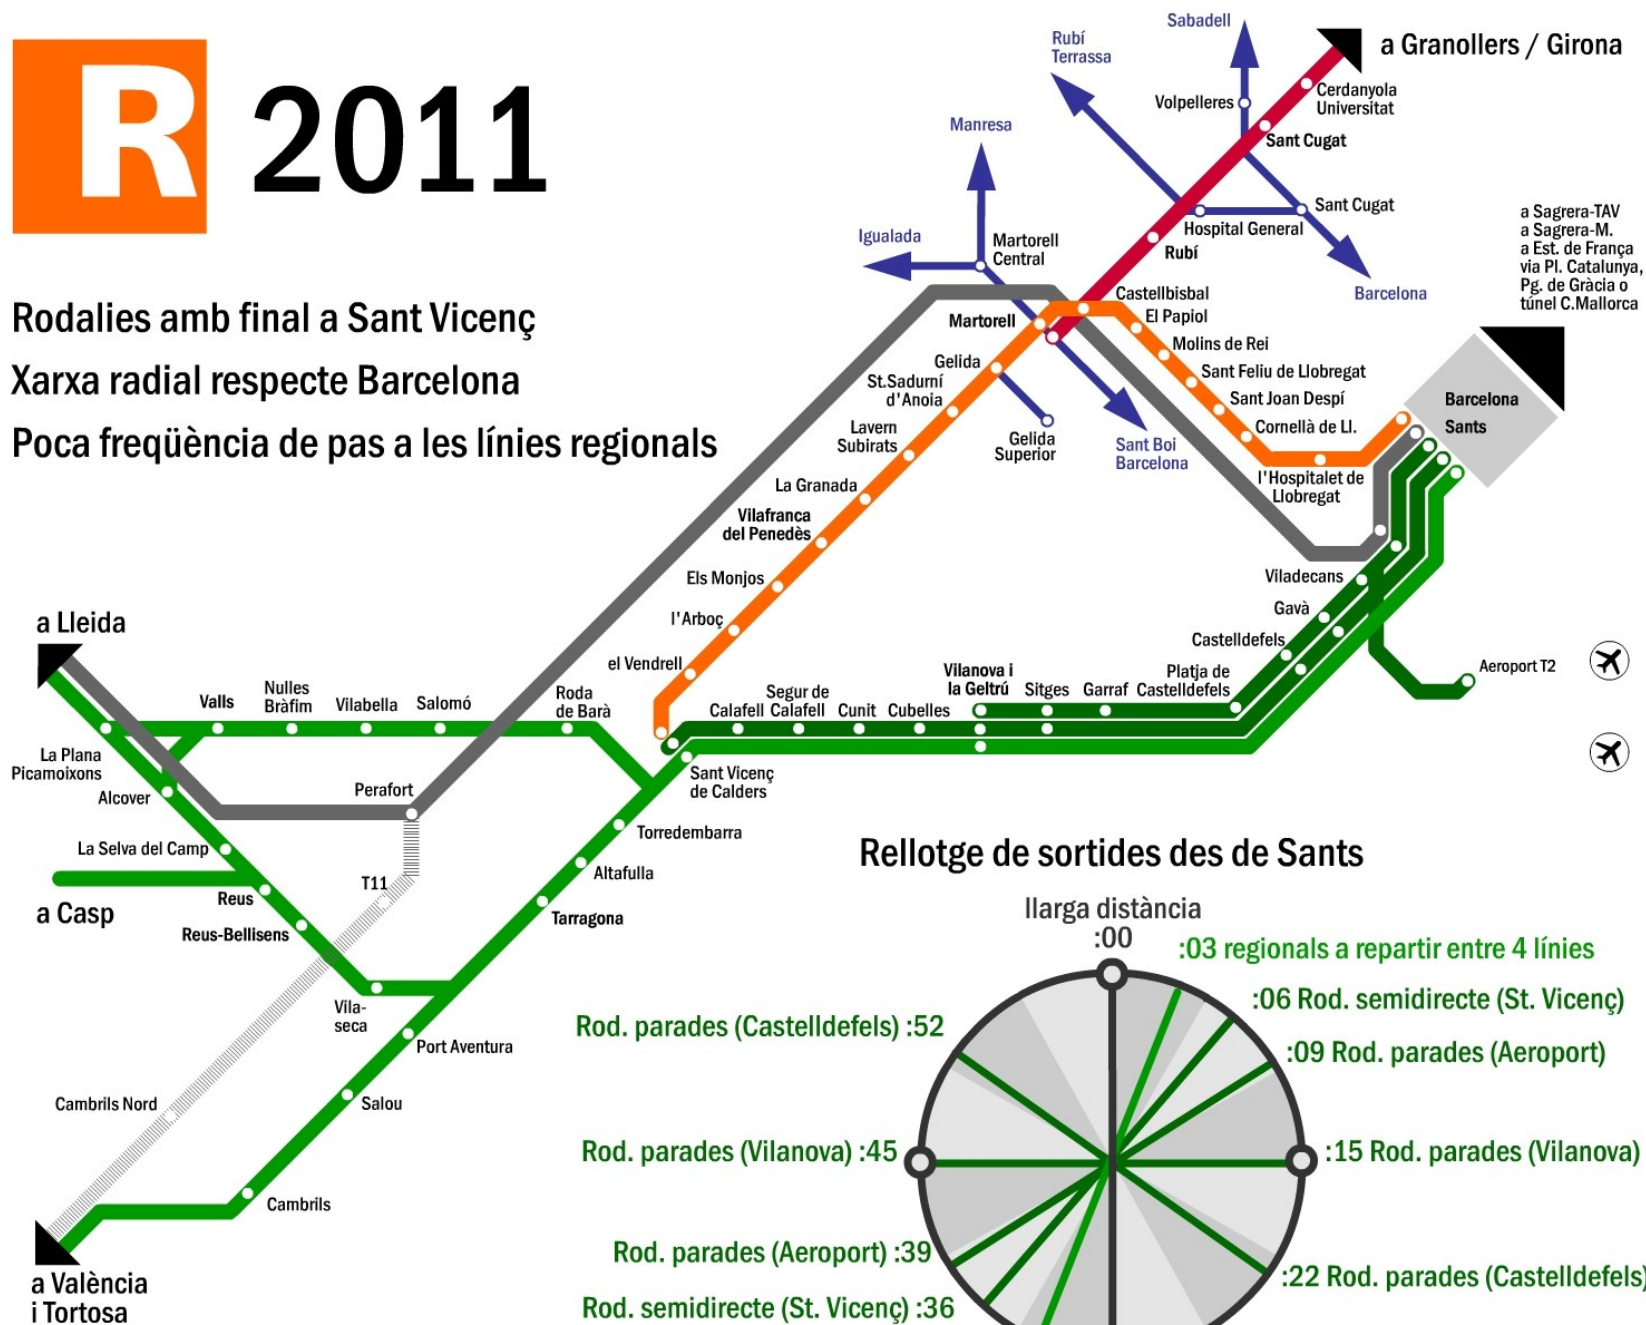 R 2011
Rodalies amb final a Sant Vicenç
Xarxa radial respecte Barcelona
Poca freqüència de pas a les línies regionals
Sabadell
Rubí
Terrassa
a Granollers / Girona
Volpelleres
Cerdanyola
Universitat
Manresa
Sant Cugat
Sant Cugat
Hospital General
Igualada
Martorell
Central
Rubí
Barcelona
a Sagrera-TAV
a Sagrera-M.
a Est. de França
via Pl. Catalunya,
Pg. de Gràcia o
túnel C.Mallorca
Castellbisbal
El Papiol
Martorell
Molins de Rei
Gelida
Sant Feliu de Llobregat
St.Sadurní
d'Anoia
Sant Joan Despí
Barcelona
Sants
Lavern
Subirats
Cornellà de Ll.
Gelida
Superior
Sant Boi
Barcelona
l'Hospitalet de
Llobregat
La Granada
Vilafranca
del Penedès
Els Monjos
Viladecans
l'Arboç
Gavà
a Lleida
Castelldefels
el Vendrell
Vilanova i
la Geltrú
Sitges
Garraf
Platja de
Castelldefels
Aeroport T2
Valls
Nulles
Bràfim
Vilabella
Salomó
Roda
de Barà
Calafell
Segur de
Calafell
Cunit
Cubelles
La Plana
Picamoixons
Alcover
Perafort
Sant Vicenç
de Calders
La Selva del Camp
Torredembarra
Altafulla
T11
Reus
a Casp
Tarragona
Reus-Bellisens
Vila-
seca
Port Aventura
Salou
Cambrils Nord
Cambrils
a València
i Tortosa
Rellotge de sortides des de Sants
llarga distància
:00
:03 regionals a repartir entre 4 línies
:06 Rod. semidirecte (St. Vicenç)
Rod. parades (Castelldefels) :52
:09 Rod. parades (Aeroport)
Rod. parades (Vilanova) :45
:15 Rod. parades (Vilanova)
Rod. parades (Aeroport) :39
:22 Rod. parades (Castelldefels)
Rod. semidirecte (St. Vicenç) :36